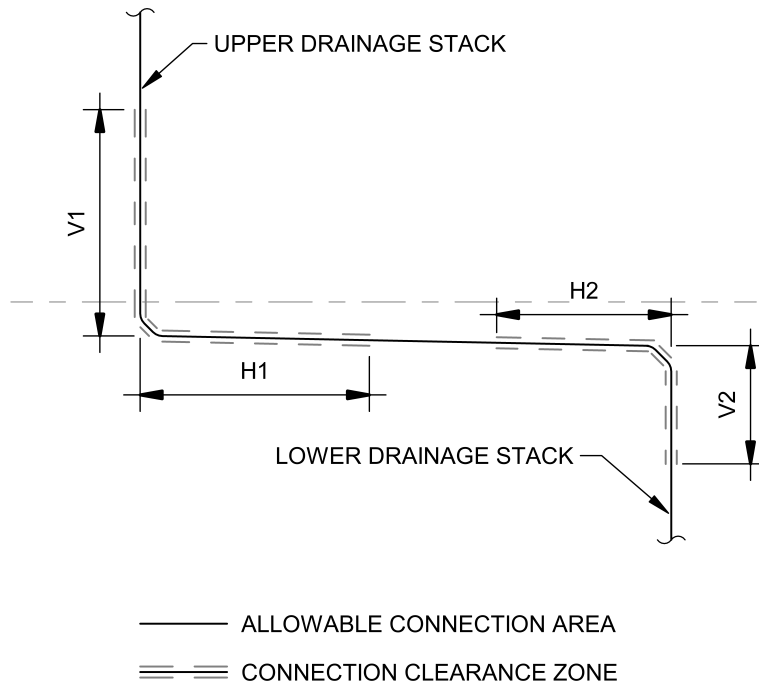 UPPER DRAINAGE STACK
V1
H2
H1
V2
LOWER DRAINAGE STACK
ALLOWABLE CONNECTION AREA
CONNECTION CLEARANCE ZONE